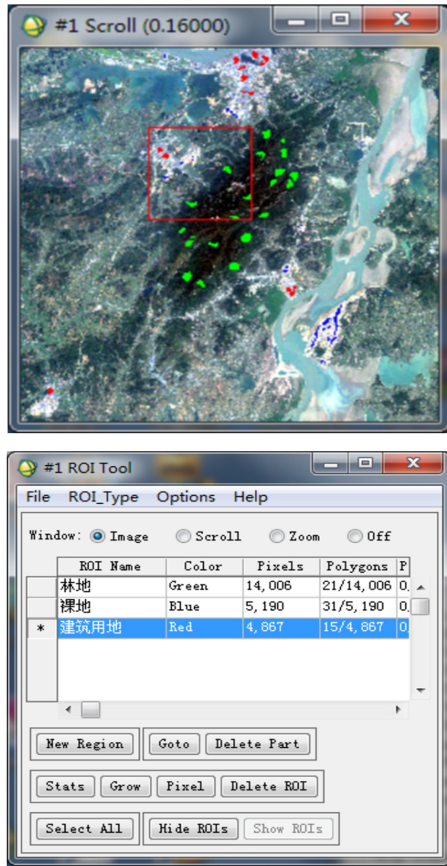 #1 Scroll (0.16000)
#1 ROI Tool
File ROI_Type Options Help
Window: Image Scroll Zoom Off
ROI Name Color Pixels Polygons P
林地 Green 14,006 21/14,006 0.
裸地 Blue 5,190 31/5,190 0.
* 建筑用地 Red 4,867 15/4,867 0.
New Region Goto Delete Part
Stats Grow Pixel Delete ROI
Select All Hide ROIs Show ROIs